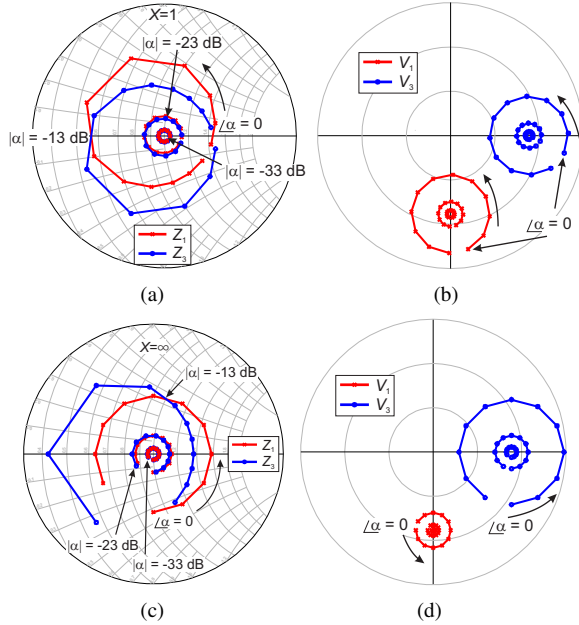 X=1
|α| = -23 dB
∠α = 0
|α| = -13 dB
|α| = -33 dB
Z1
Z3
(a)
V1
V3
∠α = 0
(b)
X=∞
|α| = -13 dB
Z1
Z3
∠α = 0
|α| = -23 dB
|α| = -33 dB
(c)
V1
V3
∠α = 0
∠α = 0
(d)